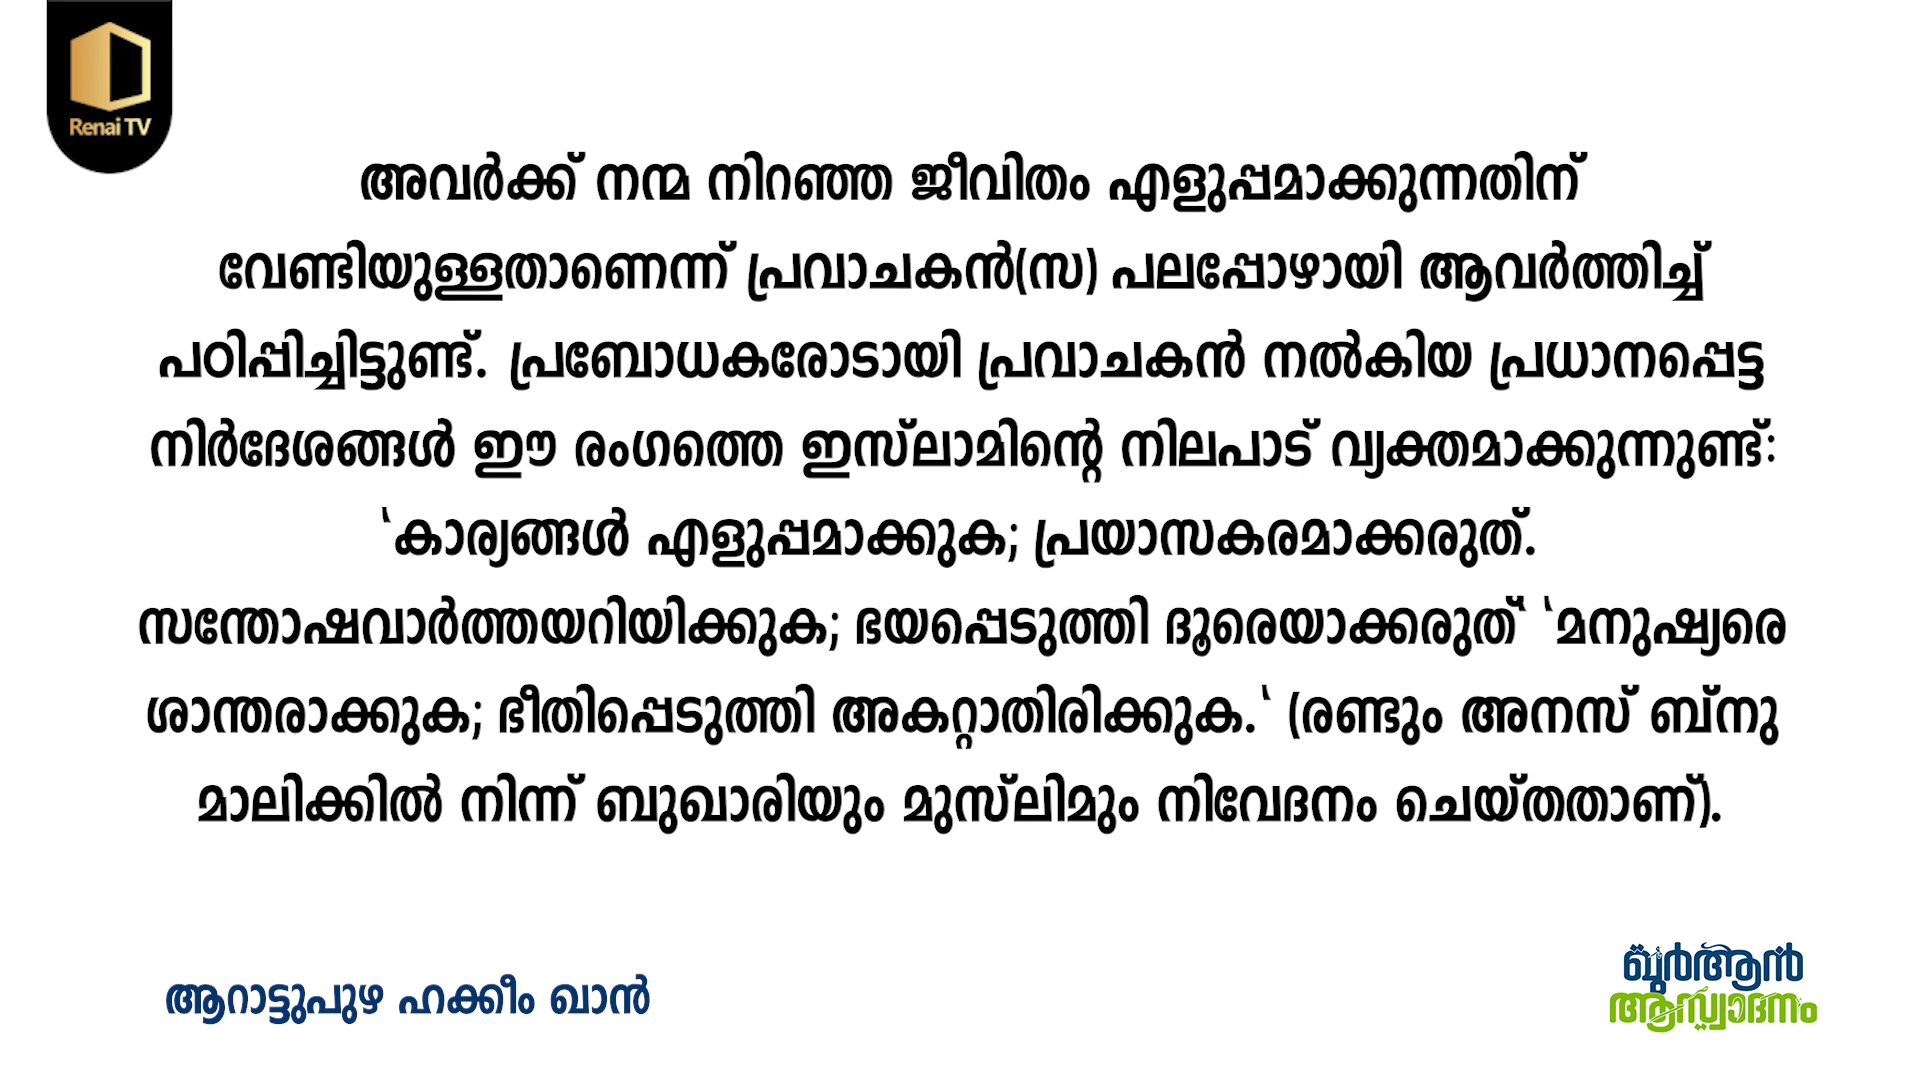 Renai TV
അവർക്ക് നന്മ നിറഞ്ഞ ജീവിതം എളുപ്പമാക്കുന്നതിന്
വേണ്ടിയുള്ളതാണെന്ന് പ്രവാചകൻ(സ) പലപ്പോഴായി ആവർത്തിച്ച്
പഠിപ്പിച്ചിട്ടുണ്ട്. പ്രബോധകരോടായി പ്രവാചകൻ നൽകിയ പ്രധാനപ്പെട്ട
നിർദേശങ്ങൾ ഈ രംഗത്തെ ഇസ്‌ലാമിന്റെ നിലപാട് വ്യക്തമാക്കുന്നുണ്ട്:
‘കാര്യങ്ങൾ എളുപ്പമാക്കുക; പ്രയാസകരമാക്കരുത്.
സന്തോഷവാർത്തയറിയിക്കുക; ഭയപ്പെടുത്തി ദൂരെയാക്കരുത്‘ ‘മനുഷ്യരെ
ശാന്തരാക്കുക; ഭീതിപ്പെടുത്തി അകറ്റാതിരിക്കുക.‘ (രണ്ടും അനസ് ബ്‌നു
മാലിക്കിൽ നിന്ന് ബുഖാരിയും മുസ്‌ലിമും നിവേദനം ചെയ്തതാണ്).
ആറാട്ടുപുഴ ഹക്കീം ഖാൻ
ഖുർആൻ
ആസ്വാദനം